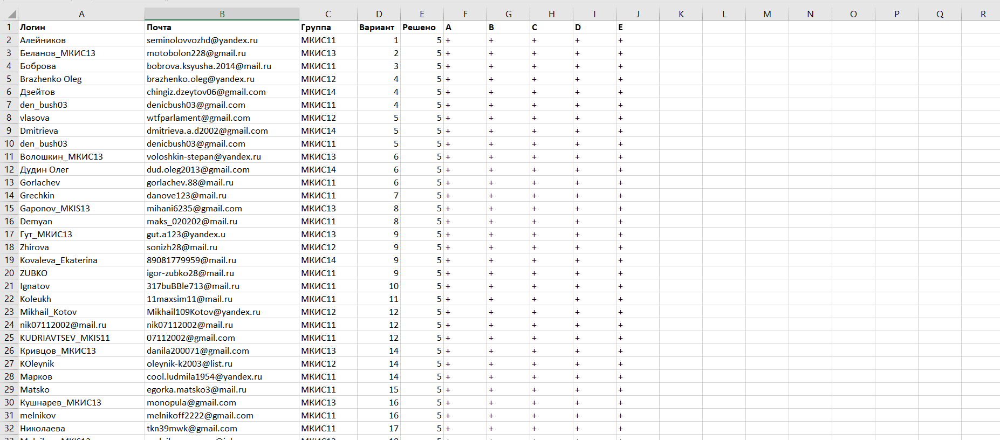 A B C D E F G H I J K L M N O P Q R
1 Логин Почта Группа Вариант Решено A B C D E
2 Алейников seminolovvozhd@yandex.ru МКИС11 1 5 + + + + +
3 Беланов_МКИС13 motobolon228@gmail.ru МКИС13 2 5 + + + + +
4 Боброва bobrova.ksyusha.2014@mail.ru МКИС11 3 5 + + + + +
5 Brazhenko Oleg brazhenko.oleg@yandex.ru МКИС12 4 5 + + + + +
6 Дзейтов chingiz.dzeytov06@gmail.com МКИС14 4 5 + + + + +
7 den_bush03 denicbush03@gmail.com МКИС11 4 5 + + + + +
8 vlasova wtfparlament@gmail.com МКИС12 5 5 + + + + +
9 Dmitrieva dmitrieva.a.d2002@gmail.com МКИС14 5 5 + + + + +
10 den_bush03 denicbush03@gmail.com МКИС11 5 5 + + + + +
11 Волошкин_МКИС13 voloshkin-stepan@yandex.ru МКИС13 6 5 + + + + +
12 Дудин Олег dud.oleg2013@gmail.com МКИС14 6 5 + + + + +
13 Gorlachev gorlachev.88@mail.ru МКИС11 6 5 + + + + +
14 Grechkin danove123@mail.ru МКИС11 7 5 + + + + +
15 Gaponov_MKIS13 mihani6235@gmail.com МКИС13 8 5 + + + + +
16 Demyan maks_020202@mail.ru МКИС11 8 5 + + + + +
17 Гут_МКИС13 gut.a123@yandex.u МКИС13 9 5 + + + + +
18 Zhirova sonizh28@mail.ru МКИС12 9 5 + + + + +
19 Kovaleva_Ekaterina 89081779959@mail.ru МКИС14 9 5 + + + + +
20 ZUBKO igor-zubko28@mail.ru МКИС11 9 5 + + + + +
21 Ignatov 317buBBle713@mail.ru МКИС11 10 5 + + + + +
22 Koleukh 11maxsim11@mail.ru МКИС11 11 5 + + + + +
23 Mikhail_Kotov Mikhail109Kotov@yandex.ru МКИС12 12 5 + + + + +
24 nik07112002@mail.ru nik07112002@mail.ru МКИС11 12 5 + + + + +
25 KUDRIAVTSEV_MKIS11 07112002@gmail.com МКИС11 12 5 + + + + +
26 Кривцов_МКИС13 danila200071@gmail.com МКИС13 14 5 + + + + +
27 KOleynik oleynik-k2003@list.ru МКИС12 14 5 + + + + +
28 Марков cool.ludmila1954@yandex.ru МКИС11 14 5 + + + + +
29 Matsko egorka.matsko3@mail.ru МКИС11 15 5 + + + + +
30 Кушнарев_МКИС13 monopula@gmail.com МКИС13 16 5 + + + + +
31 melnikov melnikoff2222@gmail.com МКИС11 16 5 + + + + +
32 Николаева tkn39mwk@gmail.com МКИС11 17 5 + + + + +